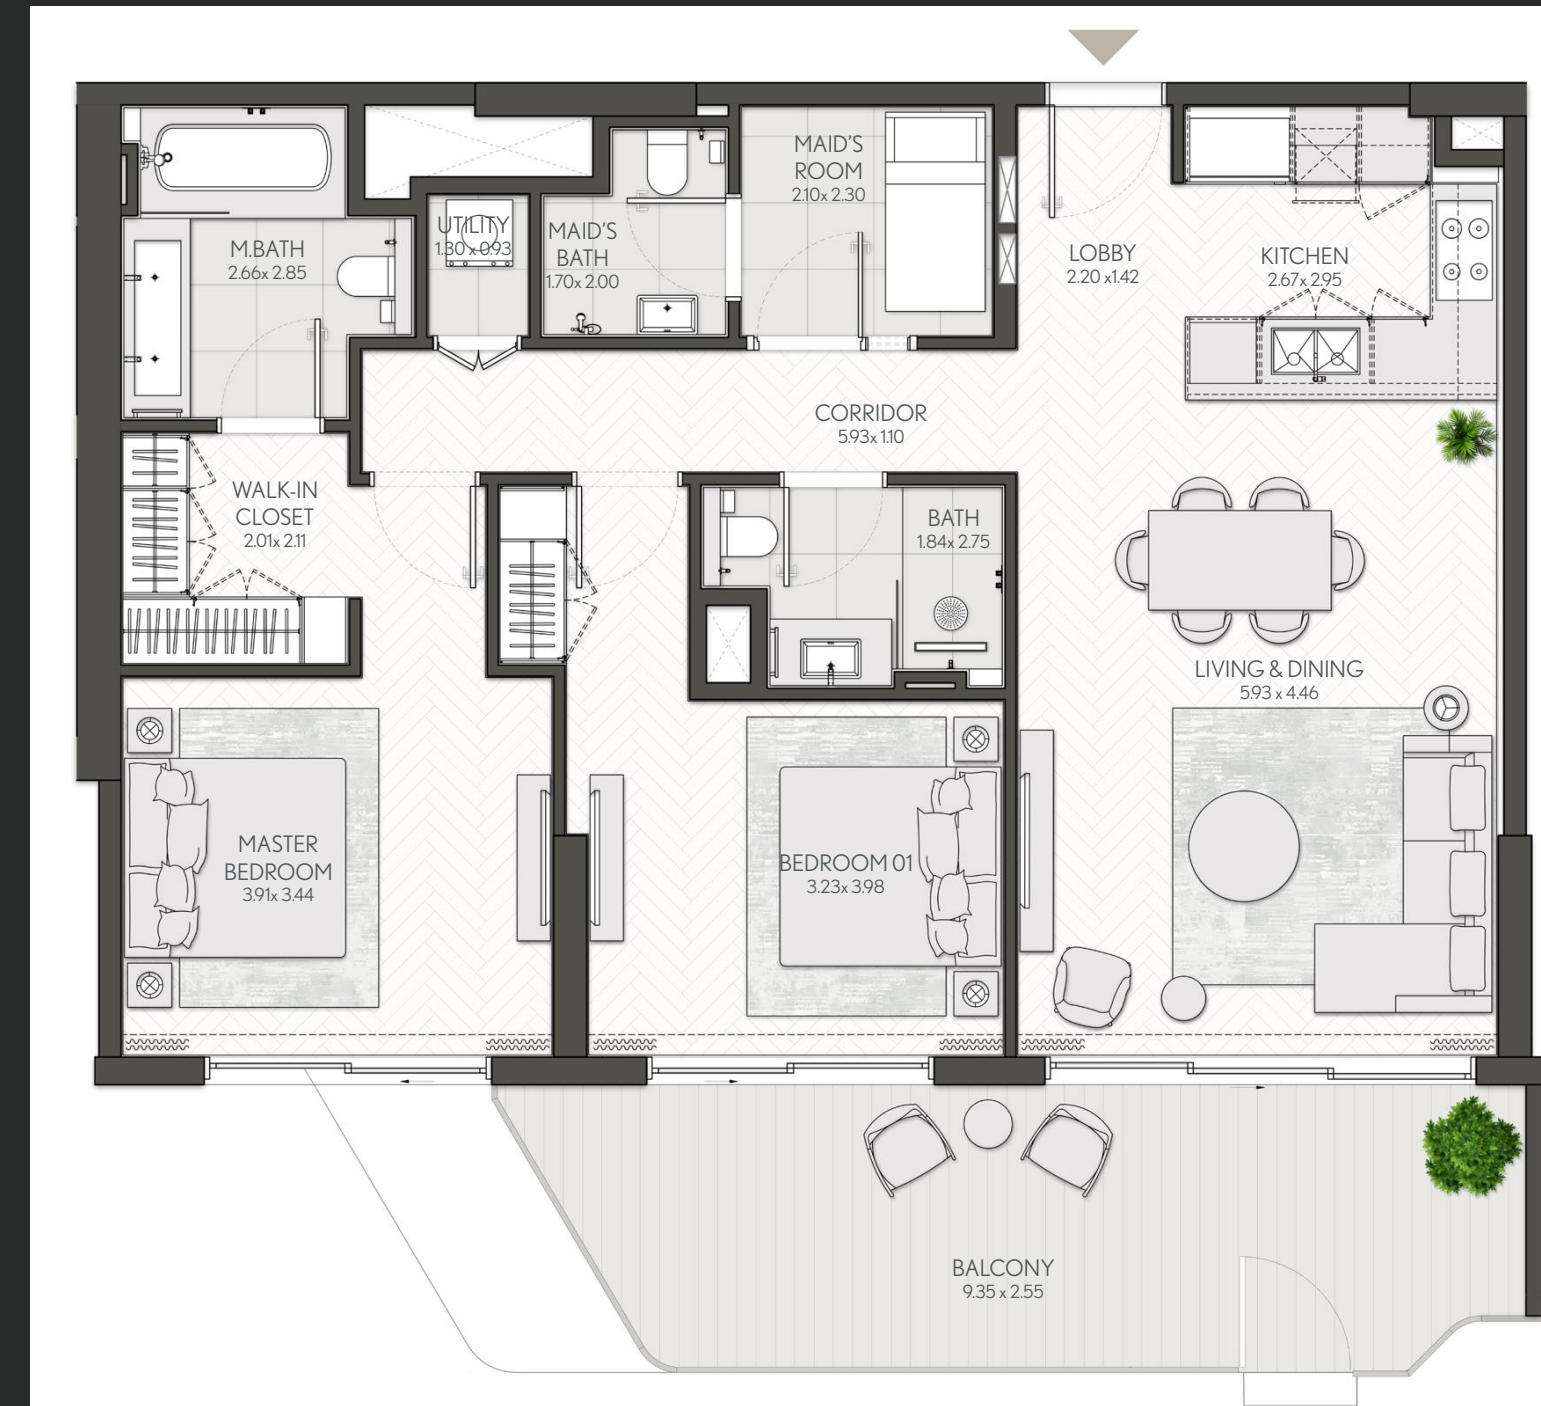 MAID'S
ROOM
2.10x 2.30
UTILITY
1.30 x 0.93
MAID'S
BATH
1.70x 2.00
M.BATH
2.66x 2.85
LOBBY
2.20 x1.42
KITCHEN
2.67x 2.95
CORRIDOR
5.93x 1.10
WALK-IN
CLOSET
2.01x 2.11
BATH
1.84x 2.75
LIVING & DINING
5.93 x 4.46
MASTER
BEDROOM
3.91x 3.44
BEDROOM 01
3.23x 3.98
BALCONY
9.35 x 2.55